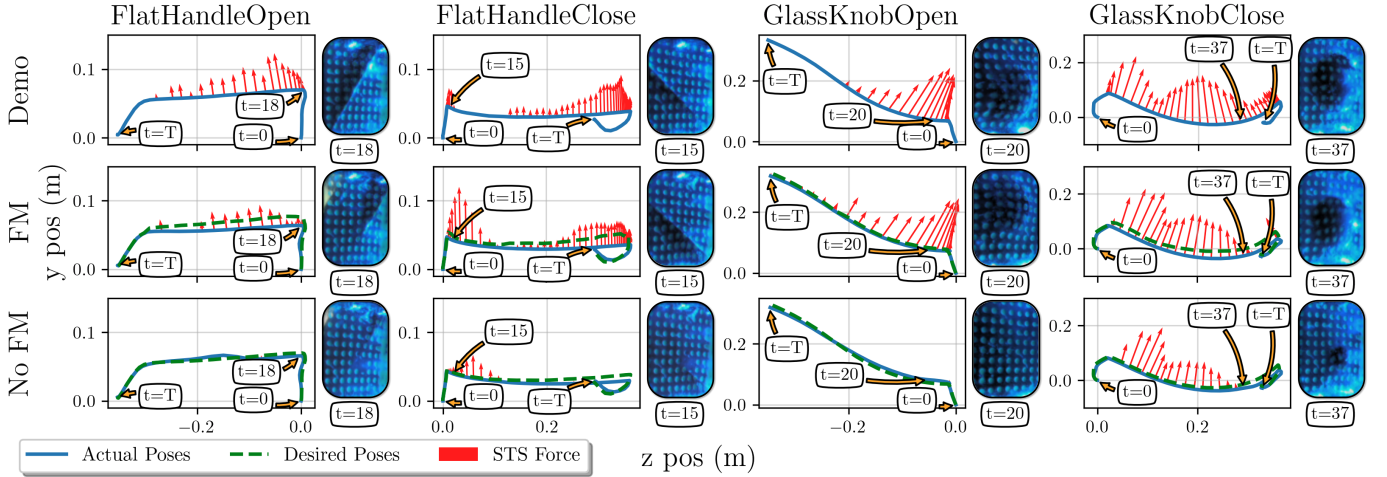 FlatHandleOpen FlatHandleClose GlassKnobOpen GlassKnobClose
Demo
0.1
0.0
t=18
t=0
t=T
t=18
0.1
0.0
t=15
t=0
t=T
t=15
0.2
0.0
t=T
t=20
t=0
t=20
0.2
0.0
t=37
t=T
t=0
t=37
y pos (m)
FM
0.1
0.0
t=18
t=0
t=T
t=18
0.1
0.0
t=15
t=0
t=T
t=15
0.2
0.0
t=T
t=20
t=0
t=20
0.2
0.0
t=37
t=T
t=0
t=37
No FM
0.1
0.0
t=18
t=0
t=T
t=18
0.1
0.0
t=15
t=0
t=T
t=15
0.2
0.0
t=T
t=20
t=0
t=20
0.2
0.0
t=37
t=T
t=0
t=37
−0.2 0.0 0.0 0.2 −0.2 0.0 0.0 0.2
Actual Poses Desired Poses STS Force
z pos (m)